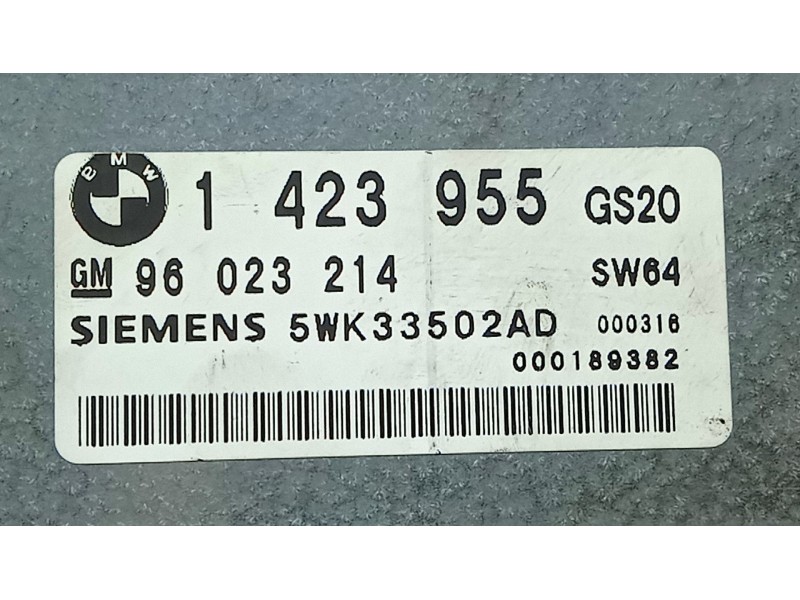 BMW 1 423 955 GS20
GM 96 023 214 SW64
SIEMENS 5WK33502AD 000316
000189382